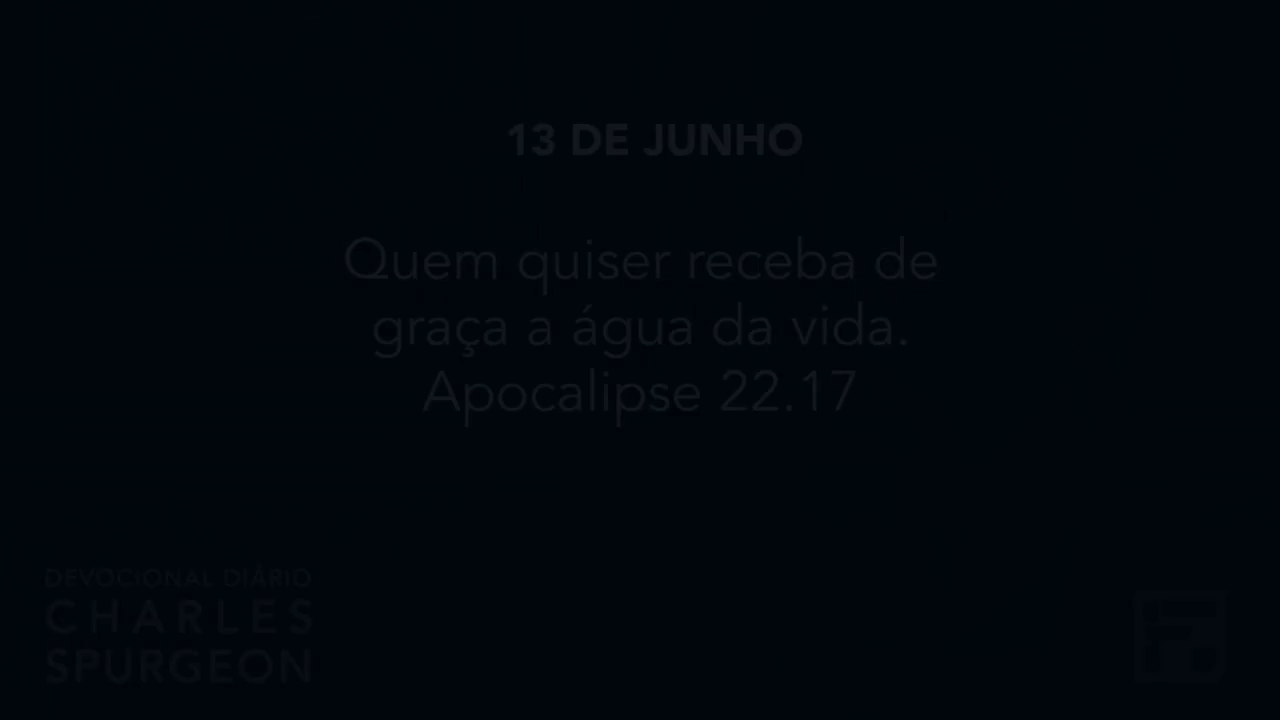 13 DE JUNHO
Quem quiser receba de
graça a água da vida.
Apocalipse 22.17
DEVOCIONAL DIÁRIO
CHARLES
SPURGEON